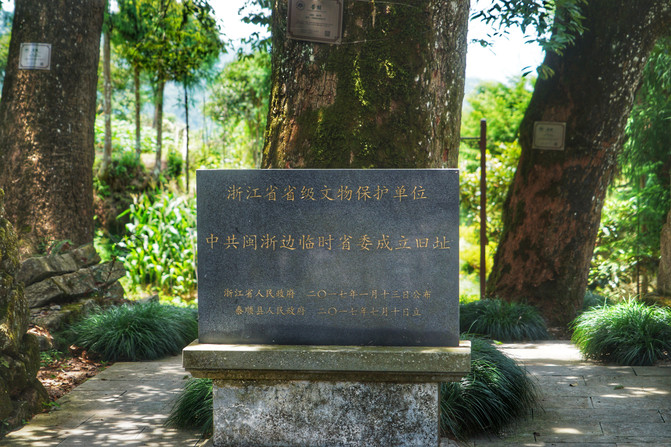 浙江省省级文物保护单位
中共闽浙边临时省委成立旧址
浙江省人民政府 二〇一七年一月十三日公布
泰顺县人民政府 二〇一七年七月十日立